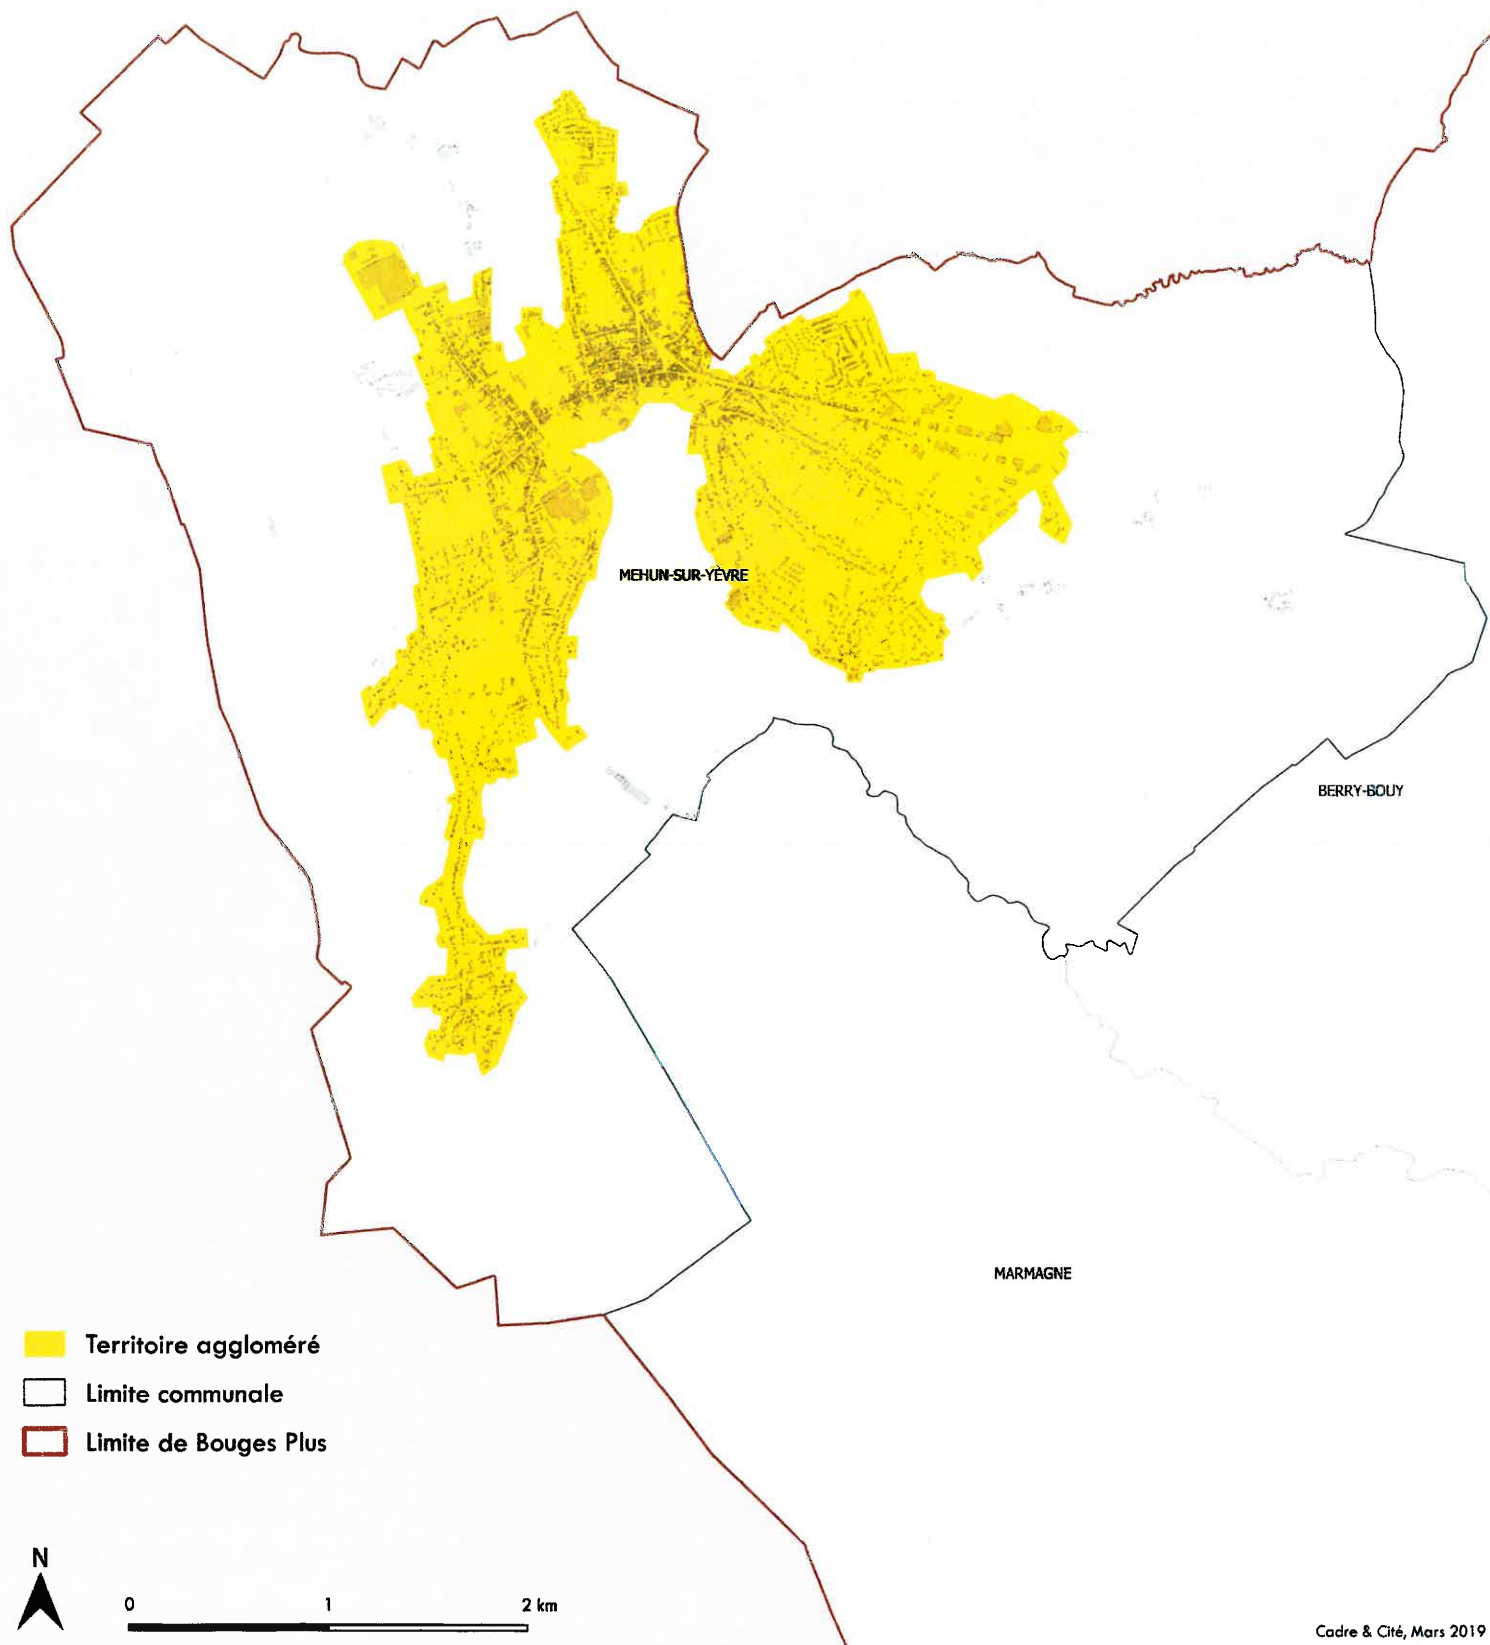 MEHUN-SUR-YÈVRE
BERRY-BOUY
MARMAGNE
Territoire aggloméré
Limite communale
Limite de Bouges Plus
N
0 1 2 km
Cadre & Cité, Mars 2019